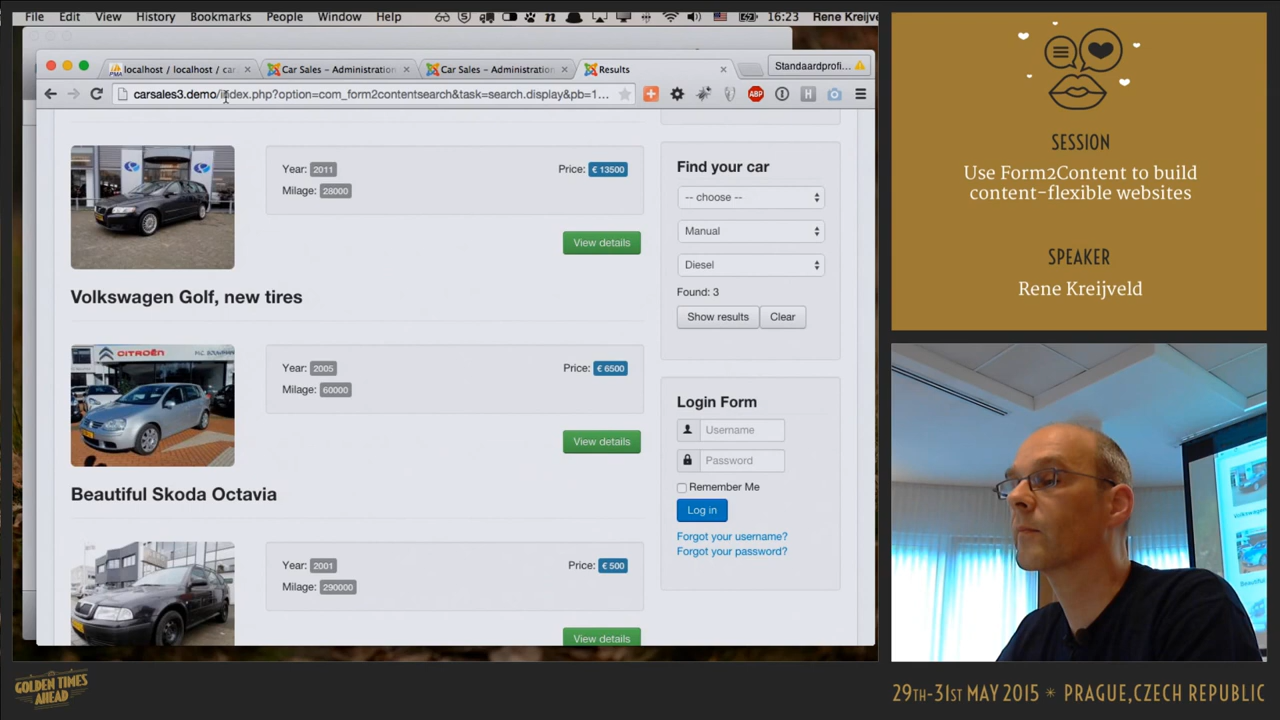 File Edit View History Bookmarks People Window Help 16:23 Rene Kreijve
localhost / localhost / car Car Sales – Administration Car Sales – Administration Results Standaardprofi...
carsales3.demo/index.php?option=com_form2contentsearch&task=search.display&pb=1...
ABP
Year: 2011 Price: € 13500
Milage: 28000
View details
Volkswagen Golf, new tires
CITROËN
Year: 2005 Price: € 6500
Milage: 60000
View details
Beautiful Skoda Octavia
Year: 2001 Price: € 500
Milage: 290000
View details
Find your car
-- choose --
Manual
Diesel
Found: 3
Show results Clear
Login Form
Username
Password
Remember Me
Log in
Forgot your username?
Forgot your password?
SESSION
Use Form2Content to build
content-flexible websites
SPEAKER
Rene Kreijveld
GOLDEN TIMES
AHEAD
29TH-31ST MAY 2015 * PRAGUE, CZECH REPUBLIC